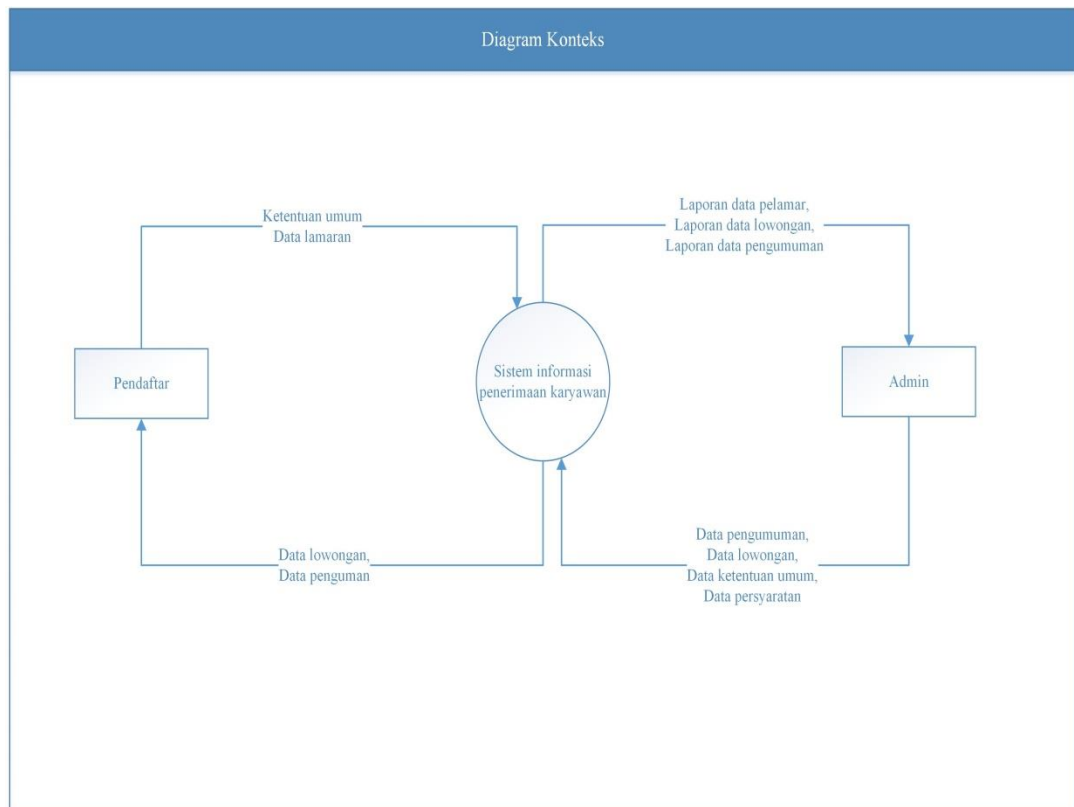 Diagram Konteks
Ketentuan umum
Data lamaran
Laporan data pelamar,
Laporan data lowongan,
Laporan data pengumuman
Pendaftar
Sistem informasi
penerimaan karyawan
Admin
Data lowongan,
Data penguman
Data pengumuman,
Data lowongan,
Data ketentuan umum,
Data persyaratan